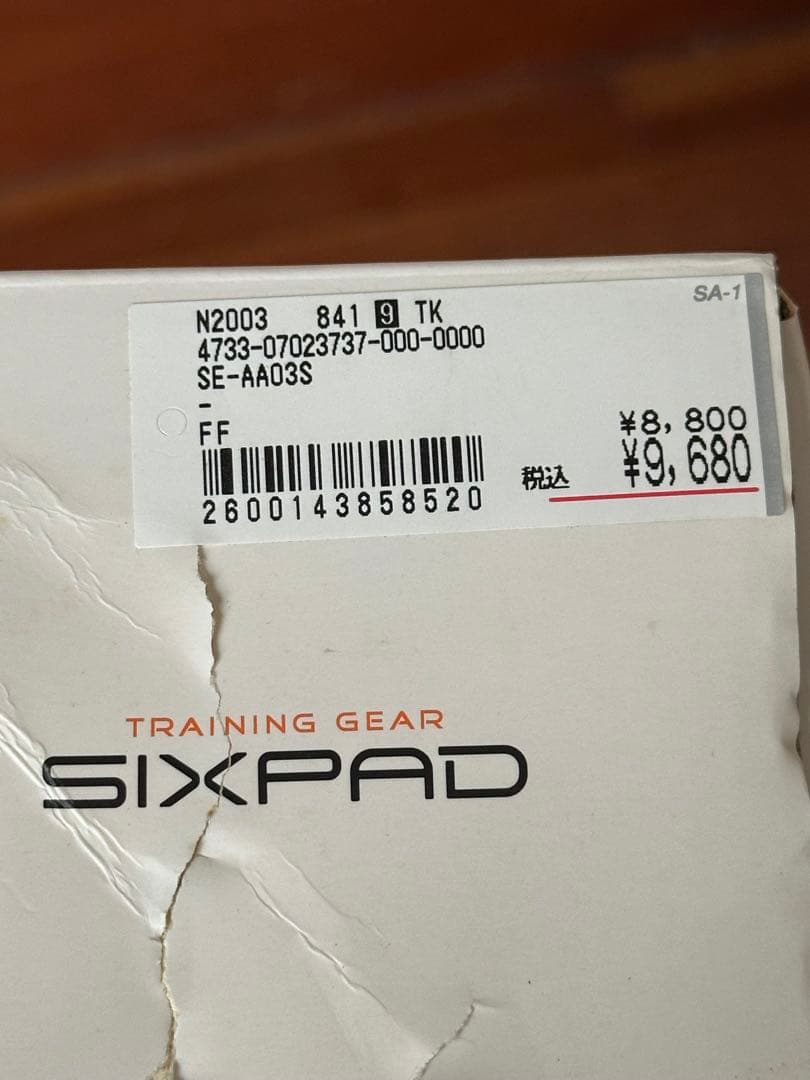 SA-1
N2003 841 9 TK
4733-07023737-000-0000
SE-AA03S
-
FF
¥8,800
税込 ¥9,680
2600143858520
TRAINING GEAR
SIXPAD